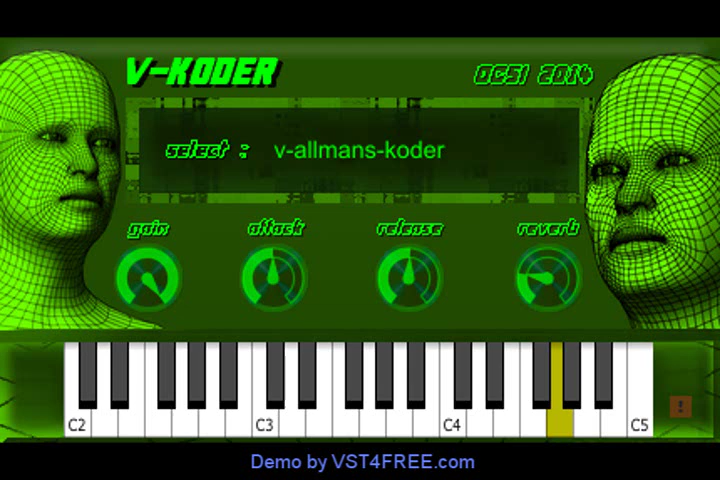 V-KODER
OCSI 2014
select : v-allmans-koder
gain attack release reverb
C2 C3 C4 C5
!
Demo by VST4FREE.com